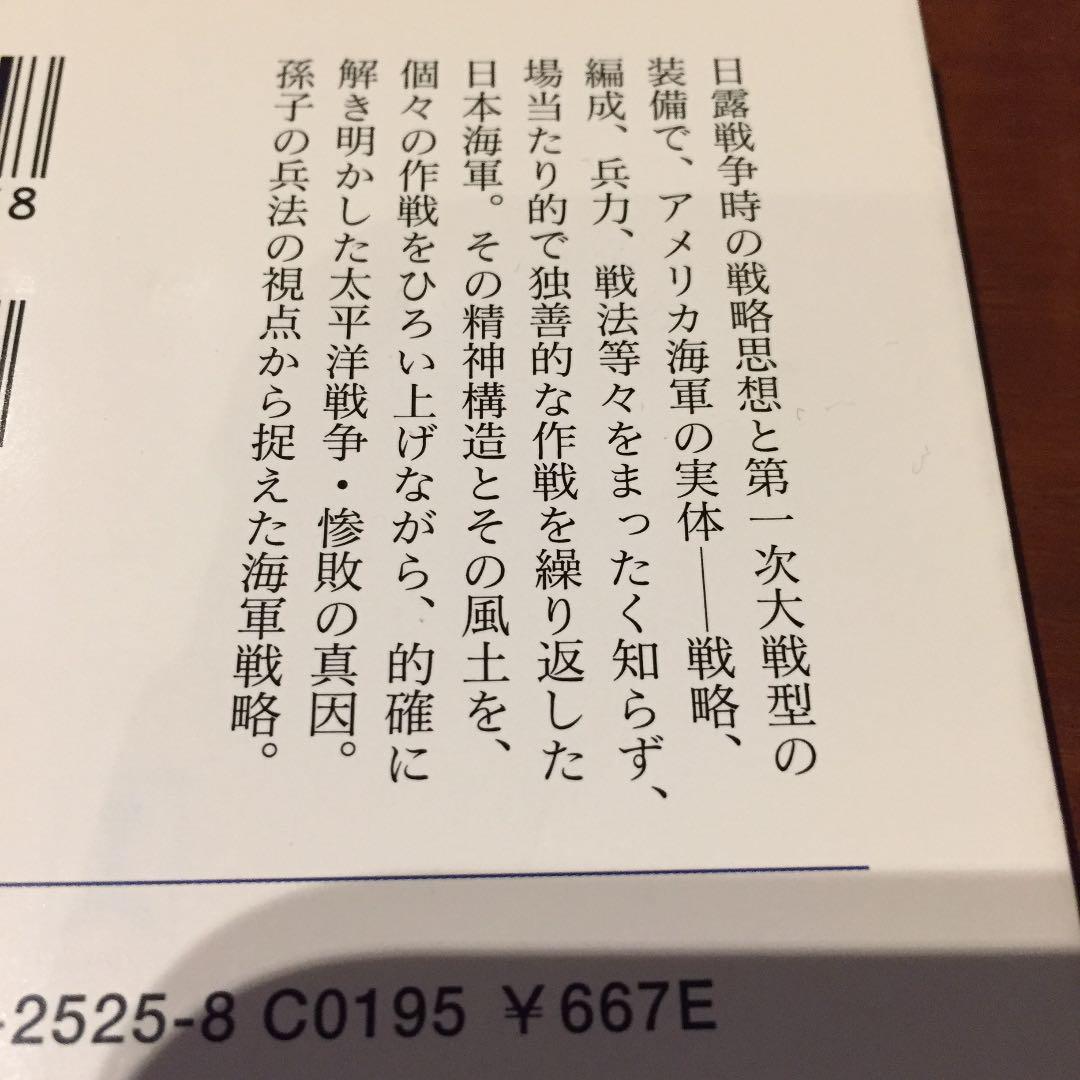 日露戦争時の戦略思想と第一次大戦型の
装備で、アメリカ海軍の実体――戦略、
編成、兵力、戦法等々をまったく知らず、
場当たり的で独善的な作戦を繰り返した
日本海軍。その精神構造とその風土を、
個々の作戦をひろい上げながら、的確に
解き明かした太平洋戦争・惨敗の真因。
孫子の兵法の視点から捉えた海軍戦略。
8
-2525-8 C0195 ￥667E